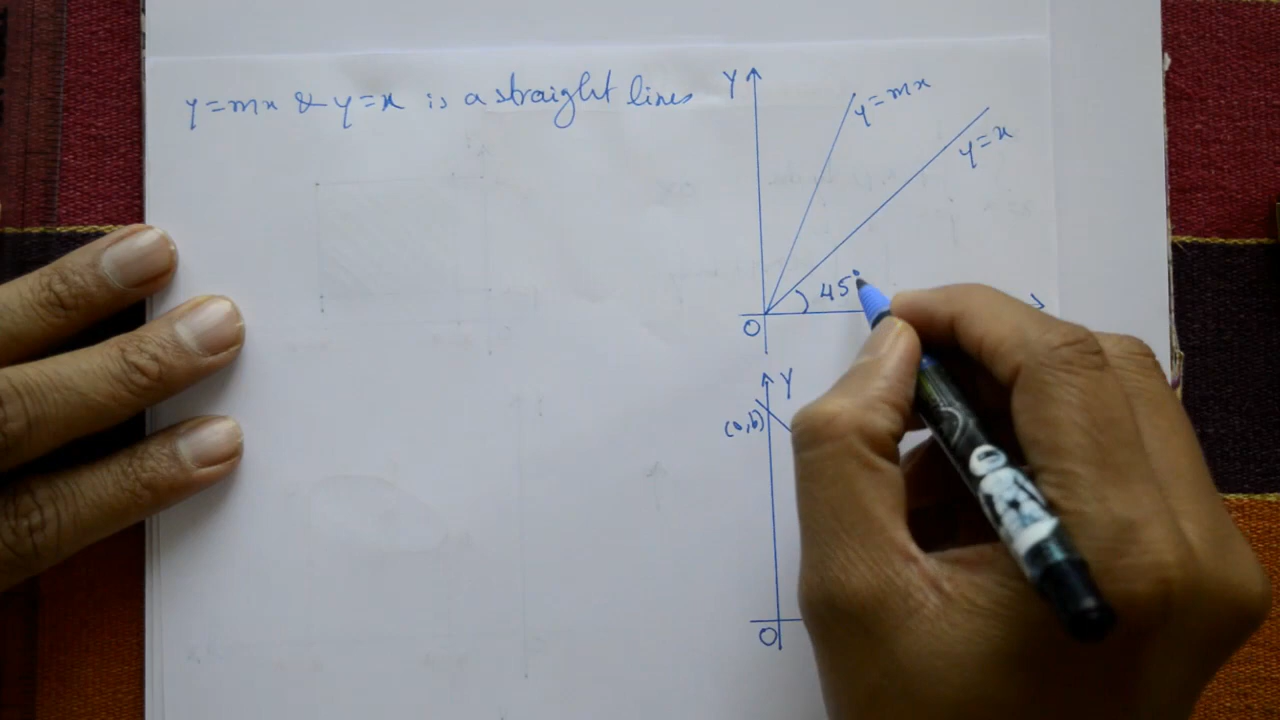 y=mx & y=x is a straight lines
Y
y=mx
y=x
45°
O
Y
(0,b)
O